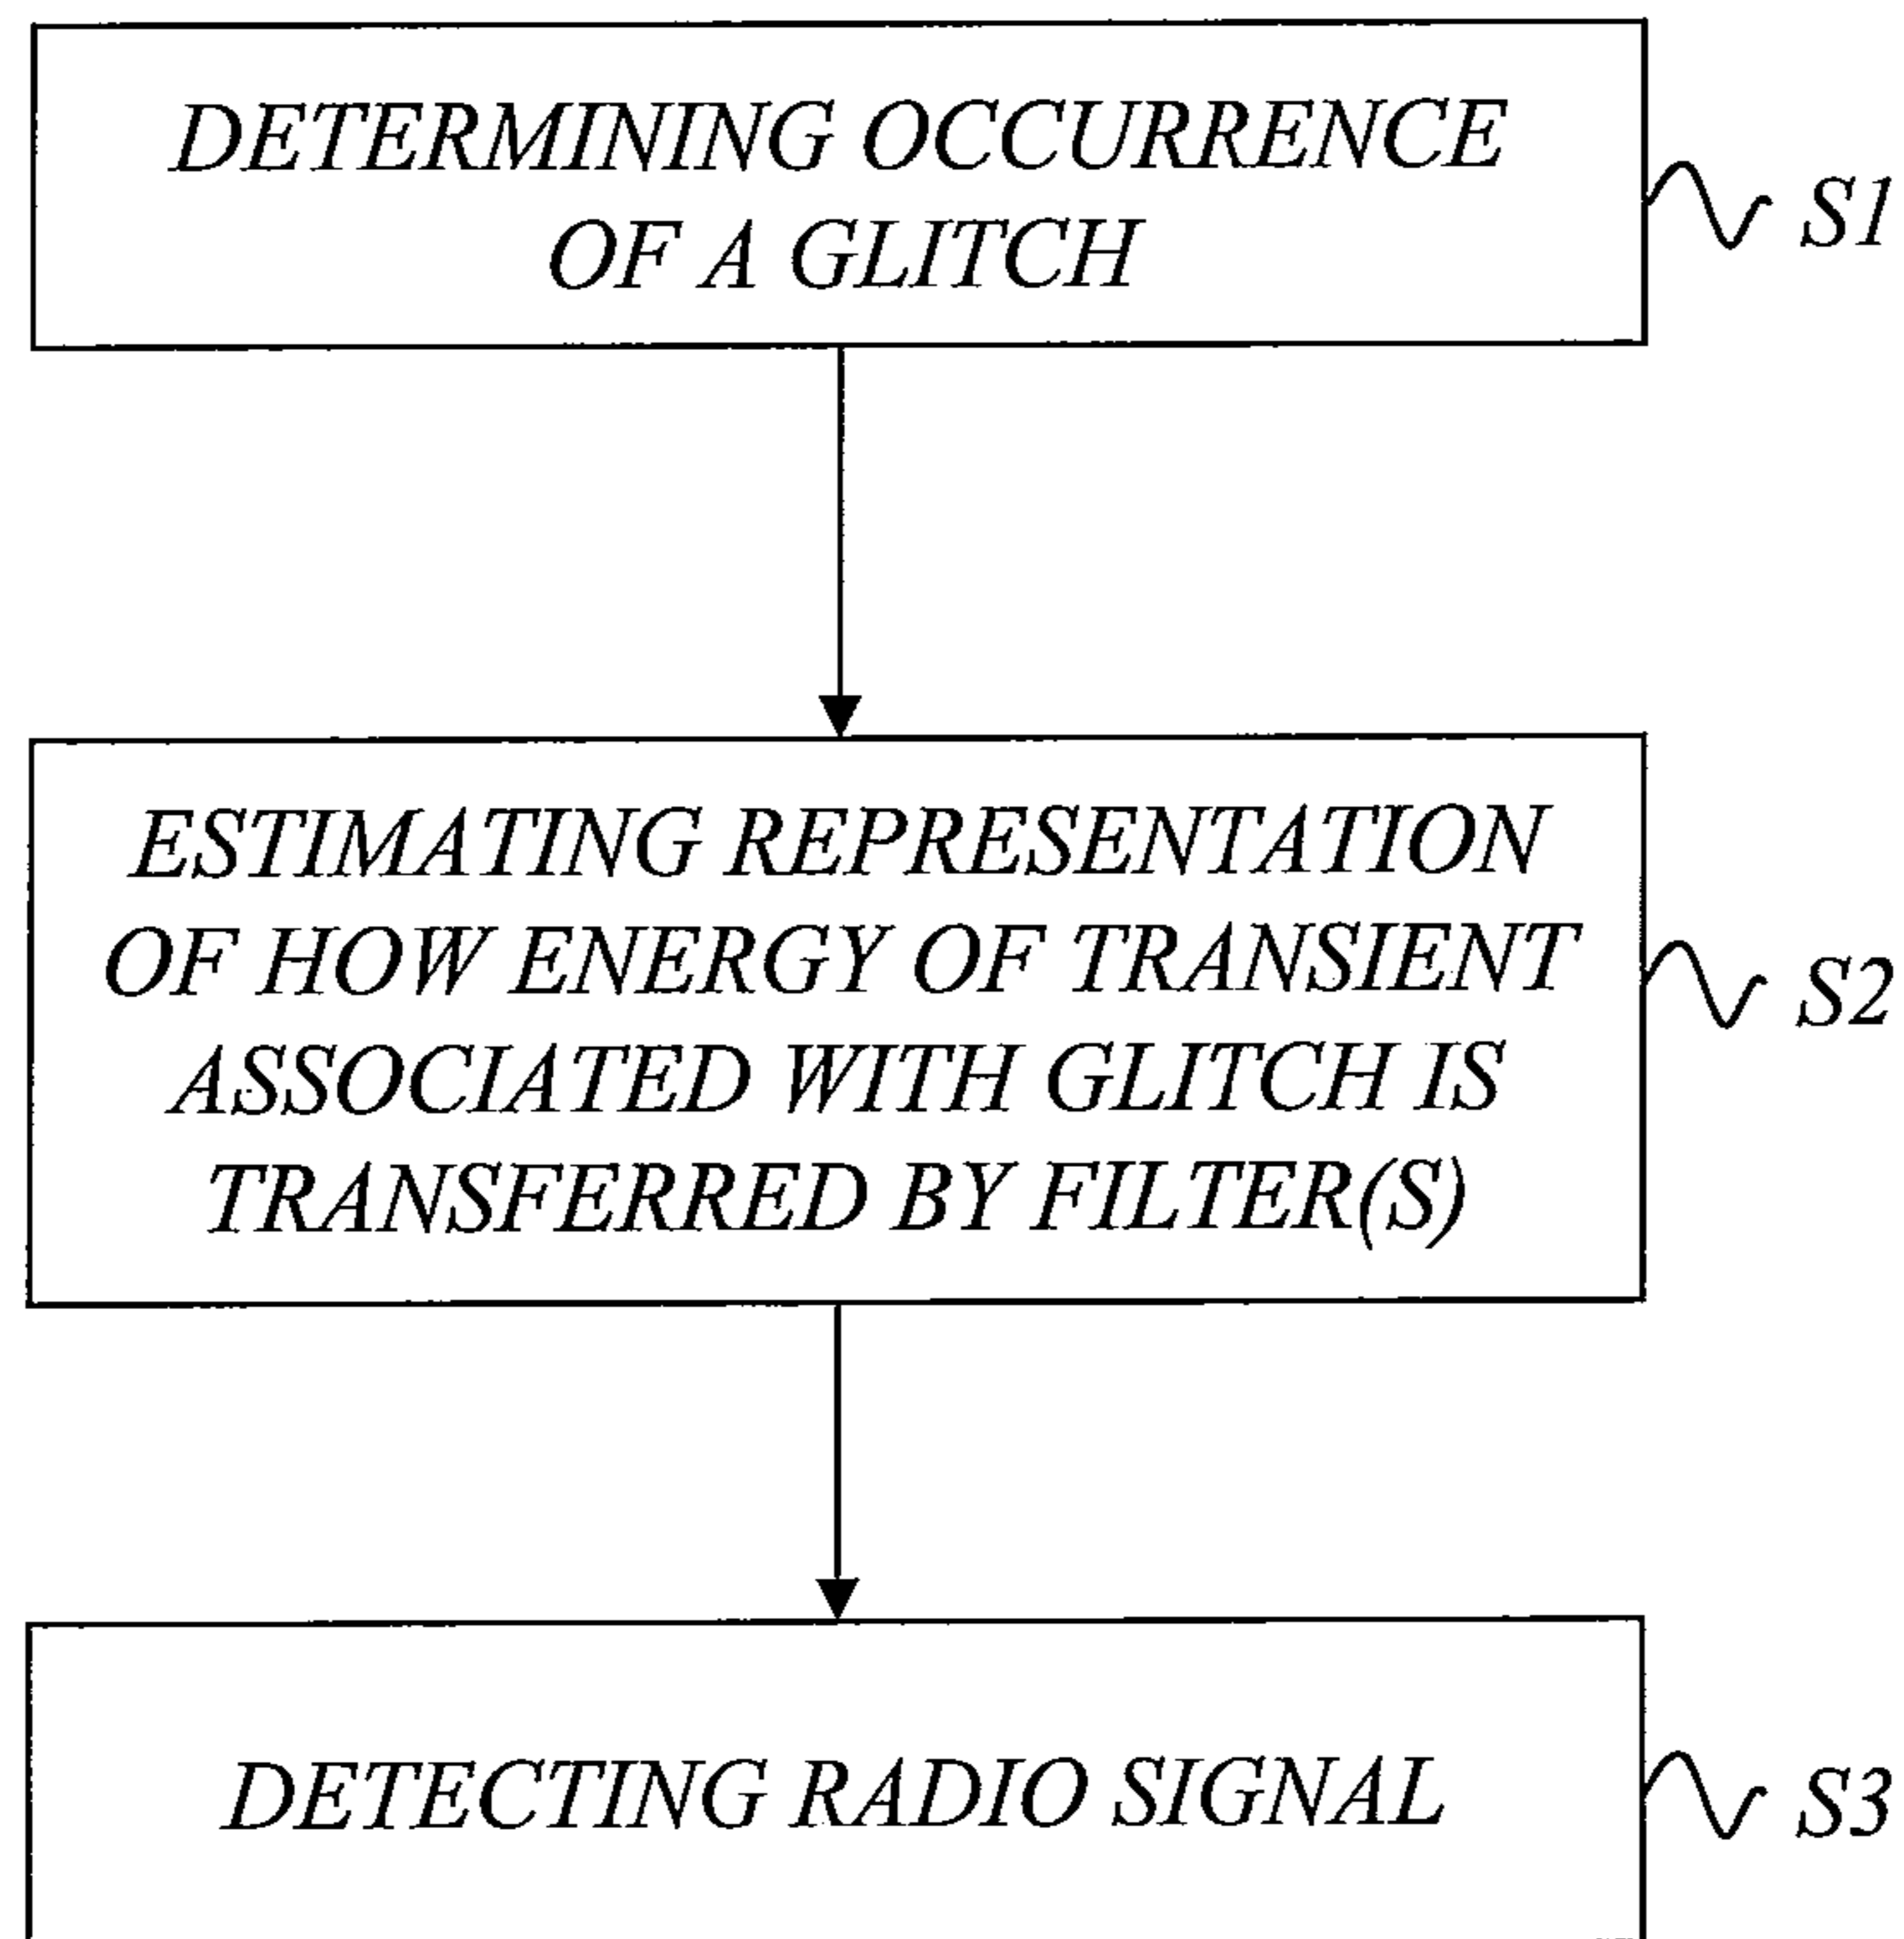 DETERMINING OCCURRENCE
OF A GLITCH
S1
ESTIMATING REPRESENTATION
OF HOW ENERGY OF TRANSIENT
ASSOCIATED WITH GLITCH IS
TRANSFERRED BY FILTER(S)
S2
DETECTING RADIO SIGNAL
S3